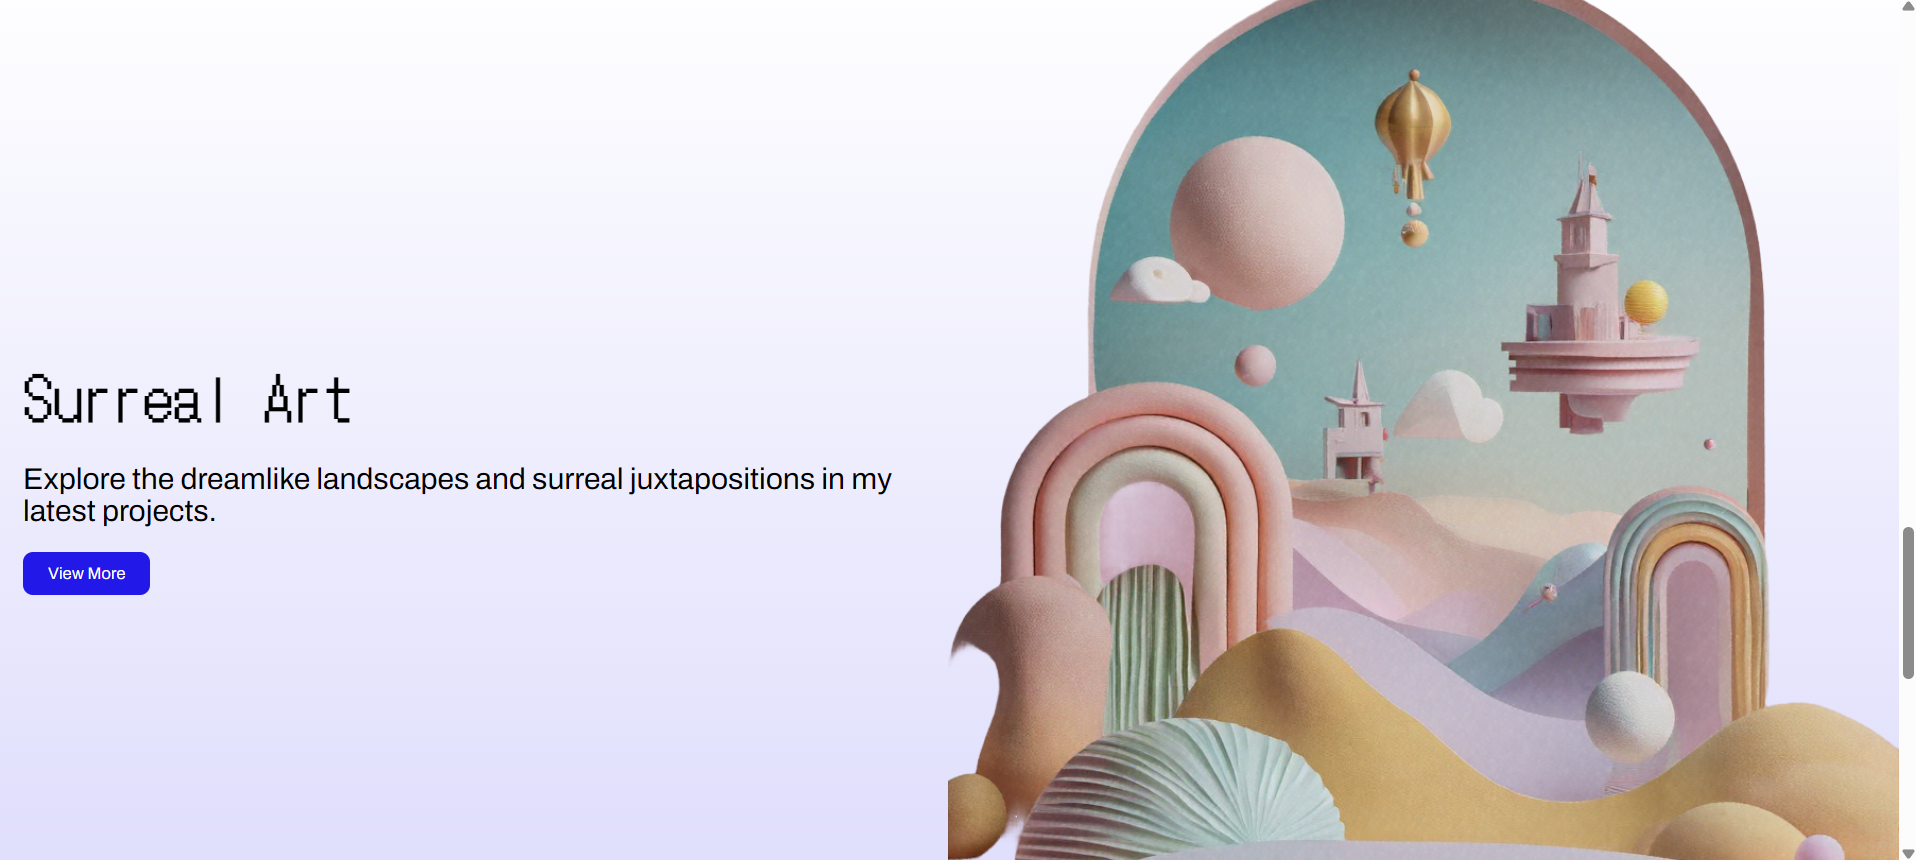 Surreal Art
Explore the dreamlike landscapes and surreal juxtapositions in my
latest projects.
View More